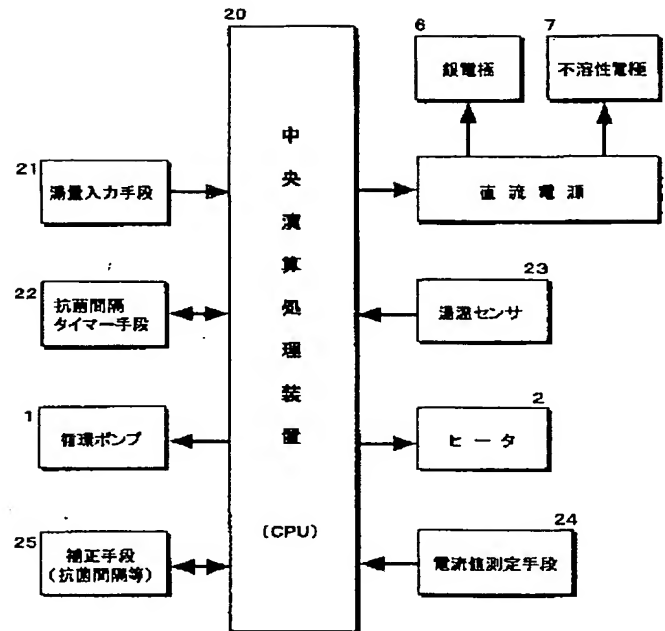 20
6
7
銀電極
不溶性電極
中央演算処理装置
(CPU)
21
湯量入力手段
直流電源
22
抗菌間隔
タイマー手段
23
湯温センサ
1
循環ポンプ
2
ヒータ
25
補正手段
(抗菌間隔等)
24
電流値測定手段